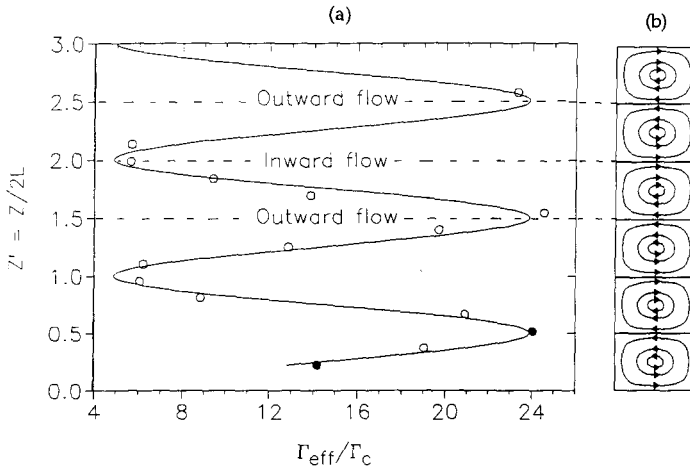 (a)
(b)
3.0
2.5
2.0
1.5
1.0
0.5
0.0
Z' = Z/2L
Outward flow
Inward flow
Outward flow
4
8
12
16
20
24
Γeff/Γc